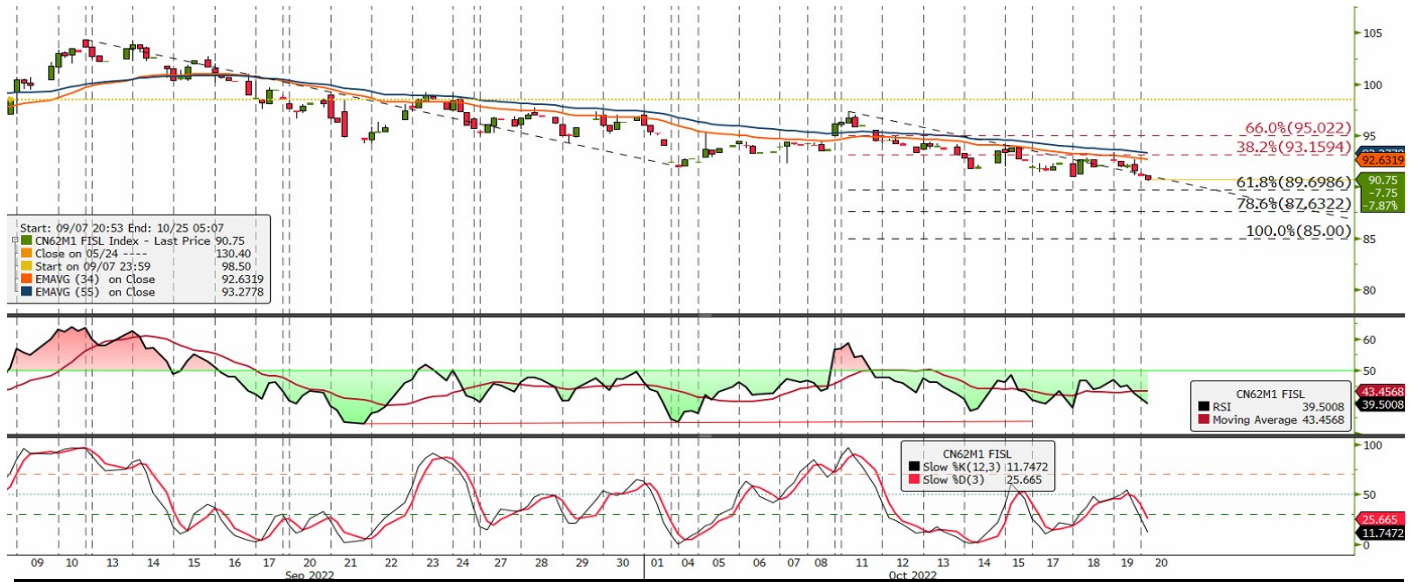 105
100
95
85
80
66.0%(95.022)
38.2%(93.1594)
61.8%(89.6986)
78.6%(87.6322)
100.0%(85.00)
92.6319
90.75
-7.75
-7.87%
Start: 09/07 20:53 End: 10/25 05:07
CN62M1 FISL Index - Last Price 90.75
Close on 05/24 ---- 130.40
Start on 09/07 23:59 98.50
EMAVG (34) on Close 92.6319
EMAVG (55) on Close 93.2778
60
50
43.4568
39.5008
CN62M1 FISL
RSI 39.5008
Moving Average 43.4568
CN62M1 FISL
Slow %K(12,3) 11.7472
Slow %D(3) 25.665
100
50
25.665
11.7472
0
09 10 13 14 15 16 17 20 21 22 23 24 27 28 29 30 01 04 05 06 07 08 11 12 13 14 15 17 18 19 20
Sep 2022 Oct 2022